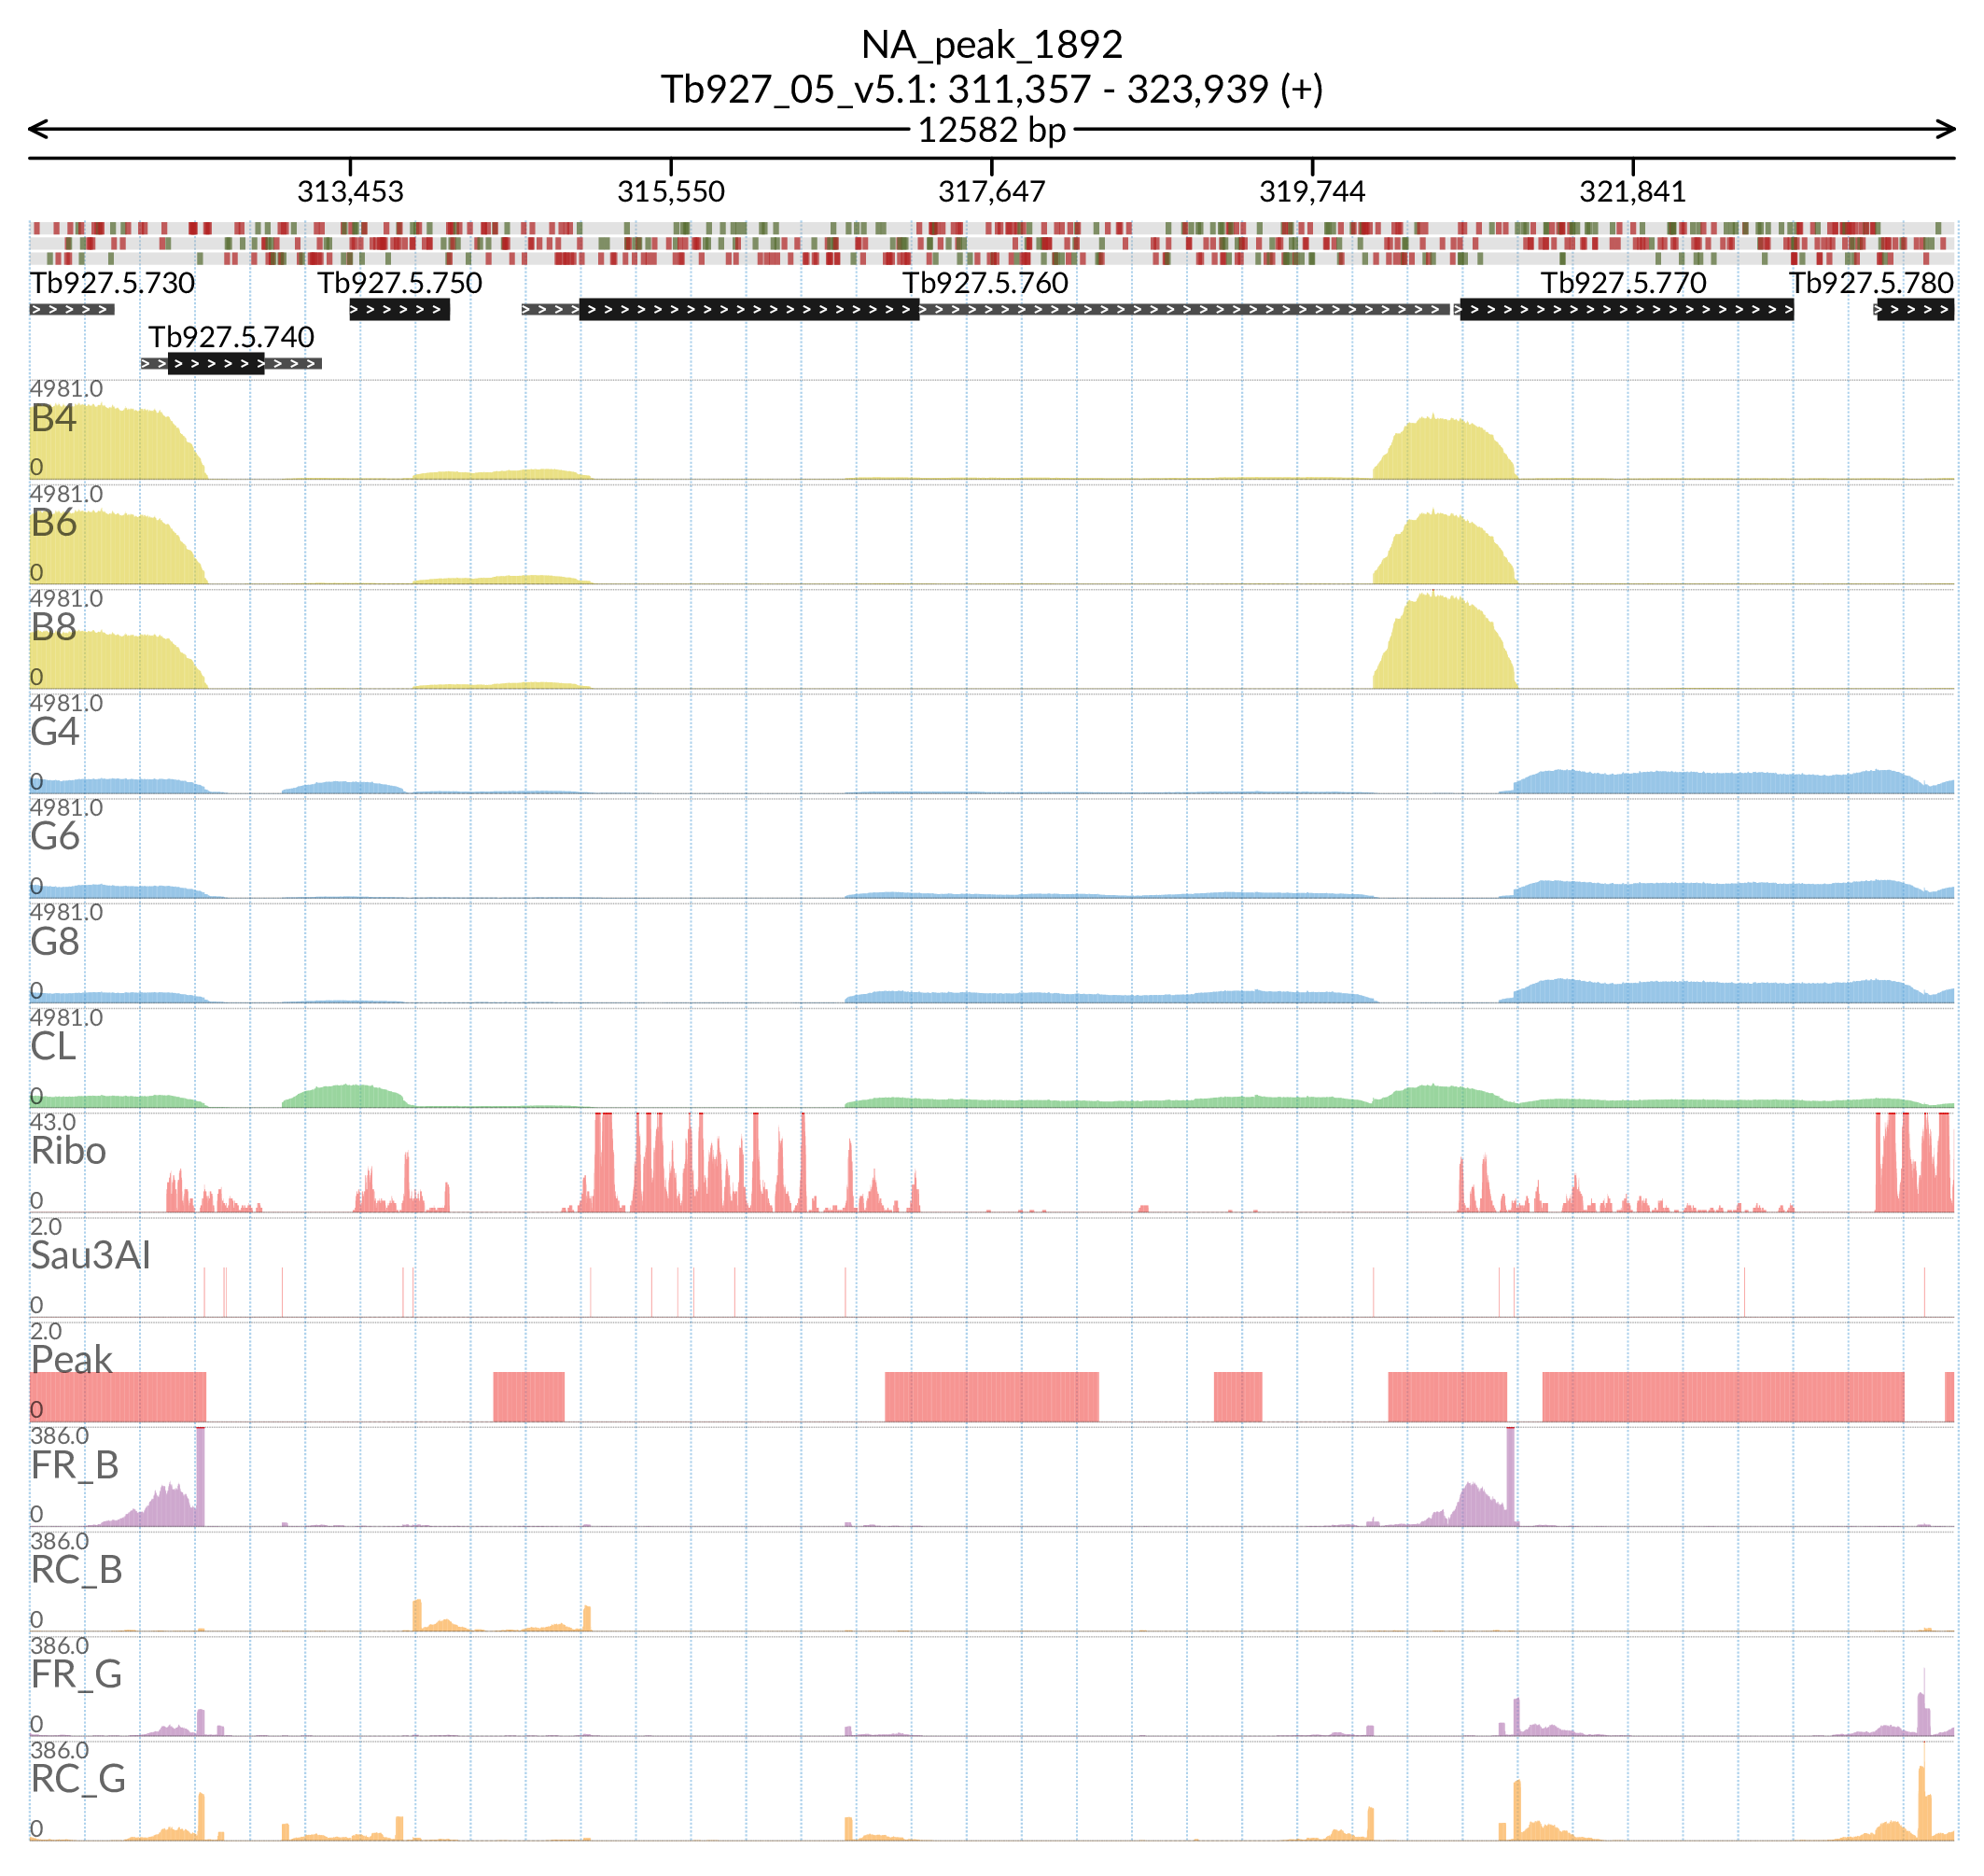 NA_peak_1892
Tb927_05_v5.1: 311,357 - 323,939 (+)
12582 bp
313,453 315,550 317,647 319,744 321,841
Tb927.5.730 Tb927.5.750 Tb927.5.760 Tb927.5.770 Tb927.5.780
Tb927.5.740
4981.0
B4
0
4981.0
B6
0
4981.0
B8
0
4981.0
G4
0
4981.0
G6
0
4981.0
G8
0
4981.0
CL
0
43.0
Ribo
0
2.0
Sau3AI
0
2.0
Peak
0
386.0
FR_B
0
386.0
RC_B
0
386.0
FR_G
0
386.0
RC_G
0